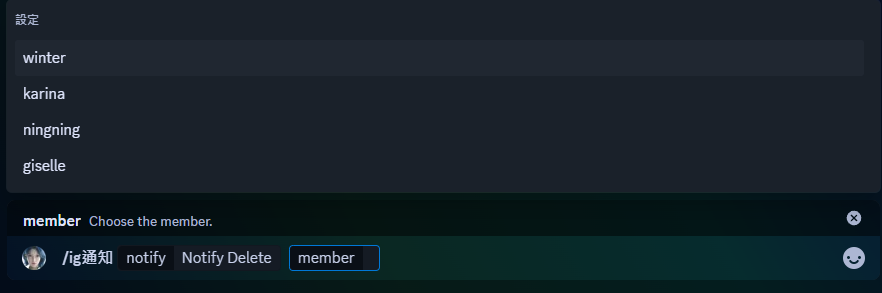 設定
winter
karina
ningning
giselle
member Choose the member.
/ig通知 notify Notify Delete member